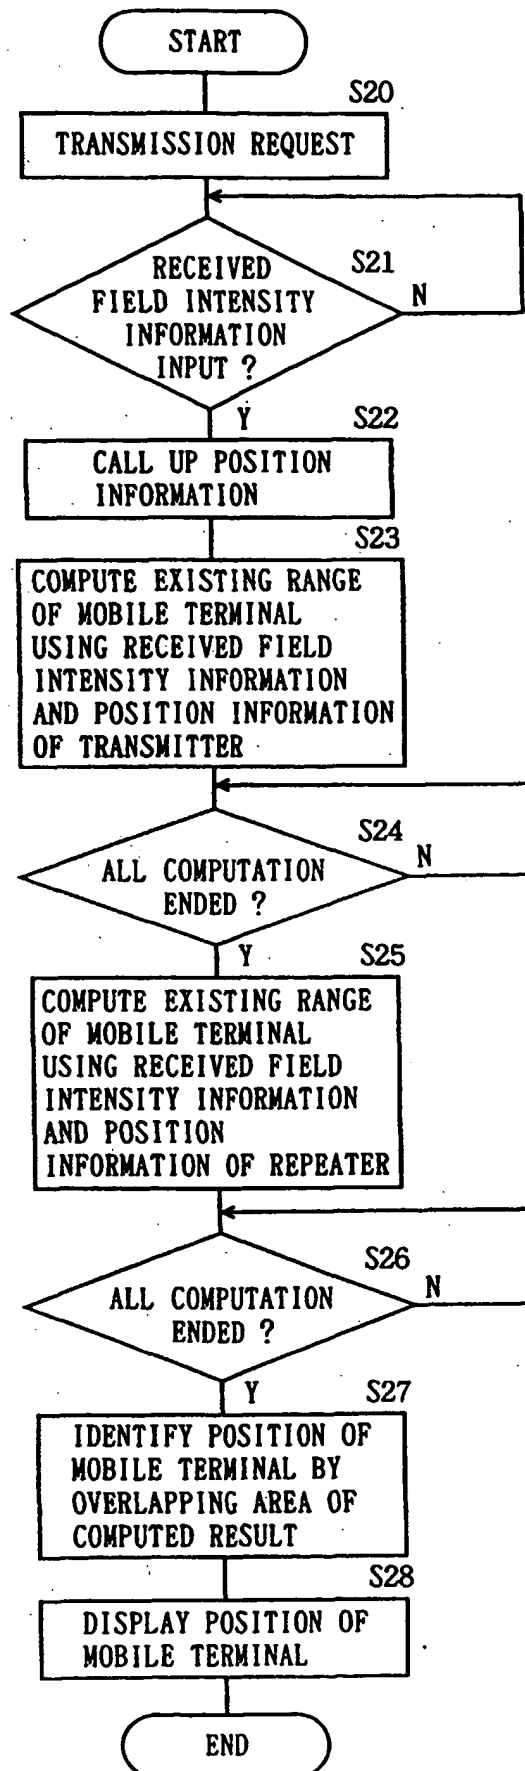 START
S20
TRANSMISSION REQUEST
S21
RECEIVED
FIELD INTENSITY
INFORMATION
INPUT ?
N
Y
S22
CALL UP POSITION
INFORMATION
S23
COMPUTE EXISTING RANGE
OF MOBILE TERMINAL
USING RECEIVED FIELD
INTENSITY INFORMATION
AND POSITION INFORMATION
OF TRANSMITTER
S24
ALL COMPUTATION
ENDED ?
N
Y
S25
COMPUTE EXISTING RANGE
OF MOBILE TERMINAL
USING RECEIVED FIELD
INTENSITY INFORMATION
AND POSITION
INFORMATION OF REPEATER
S26
ALL COMPUTATION
ENDED ?
N
Y
S27
IDENTIFY POSITION OF
MOBILE TERMINAL BY
OVERLAPPING AREA OF
COMPUTED RESULT
S28
DISPLAY POSITION OF
MOBILE TERMINAL
END